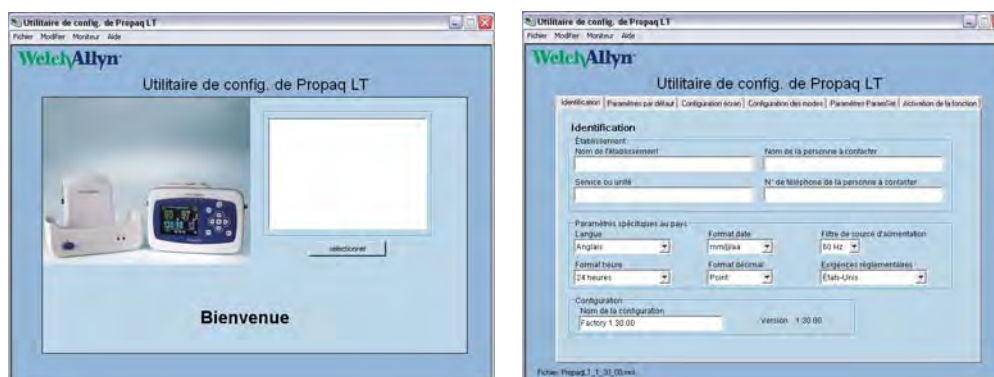 Utilitaire de config. de Propaq LT
Fichier Modifier Moniteur Aide
WelchAllyn
Utilitaire de config. de Propaq LT
sélectionner
Bienvenue
Utilitaire de config. de Propaq LT
Fichier Modifier Moniteur Aide
WelchAllyn
Utilitaire de config. de Propaq LT
Identification Paramètres par défaut Configuration écran Configuration des modes Paramètres ParamSet Activation de la fonction
Identification
Établissement
Nom de l'établissement Nom de la personne à contacter
Service ou unité N° de téléphone de la personne à contacter
Paramètres spécifiques au pays
Langue Format date Filtre de source d'alimentation
Anglais mm/jj/aa 60 Hz
Format heure Format décimal Exigences réglementaires
24 heures Point États-Unis
Configuration
Nom de la configuration
Factory 1.30.00 Version 1.30.00
Fichier: PropaqLT_1_30_00.mnt